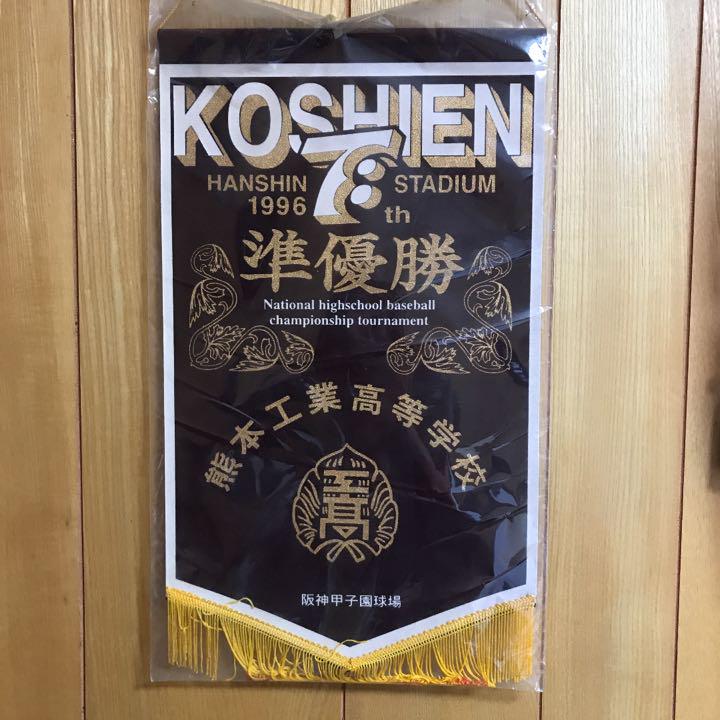 KOSHIEN
HANSHIN 78th STADIUM
1996
準優勝
National highschool baseball
championship tournament
熊本工業高等学校
工高
阪神甲子園球場